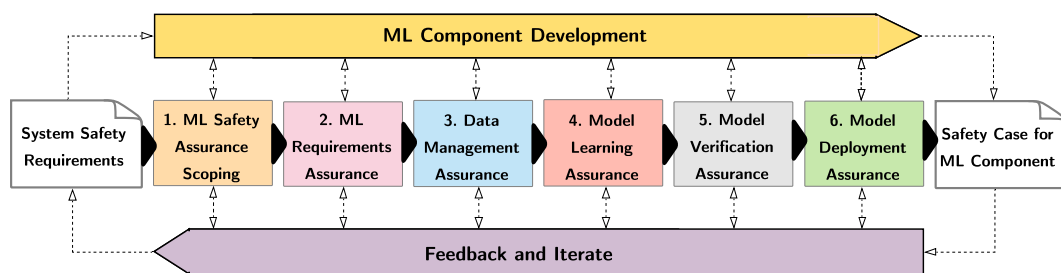 ML Component Development
System Safety
Requirements
1. ML Safety
Assurance
Scoping
2. ML
Requirements
Assurance
3. Data
Management
Assurance
4. Model
Learning
Assurance
5. Model
Verification
Assurance
6. Model
Deployment
Assurance
Safety Case for
ML Component
Feedback and Iterate